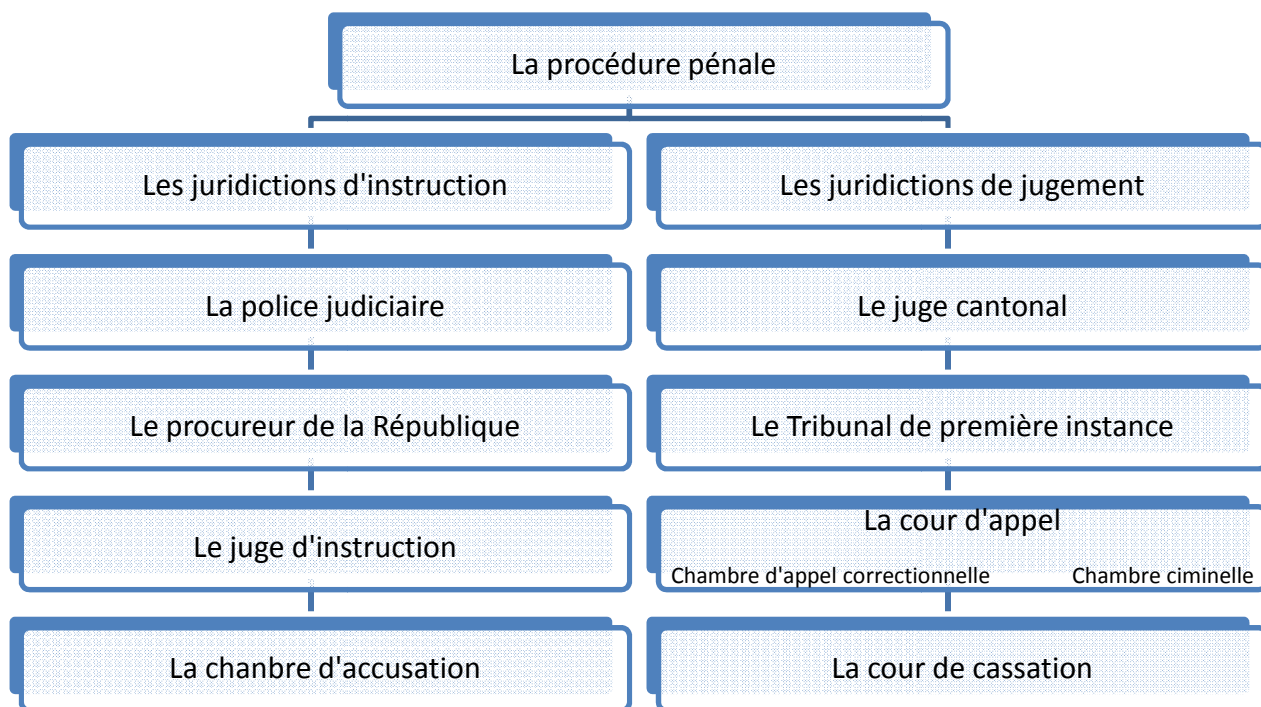 La procédure pénale
Les juridictions d'instruction
La police judiciaire
Le procureur de la République
Le juge d'instruction
La chanbre d'accusation
Les juridictions de jugement
Le juge cantonal
Le Tribunal de première instance
La cour d'appel
Chambre d'appel correctionnelle Chambre ciminelle
La cour de cassation